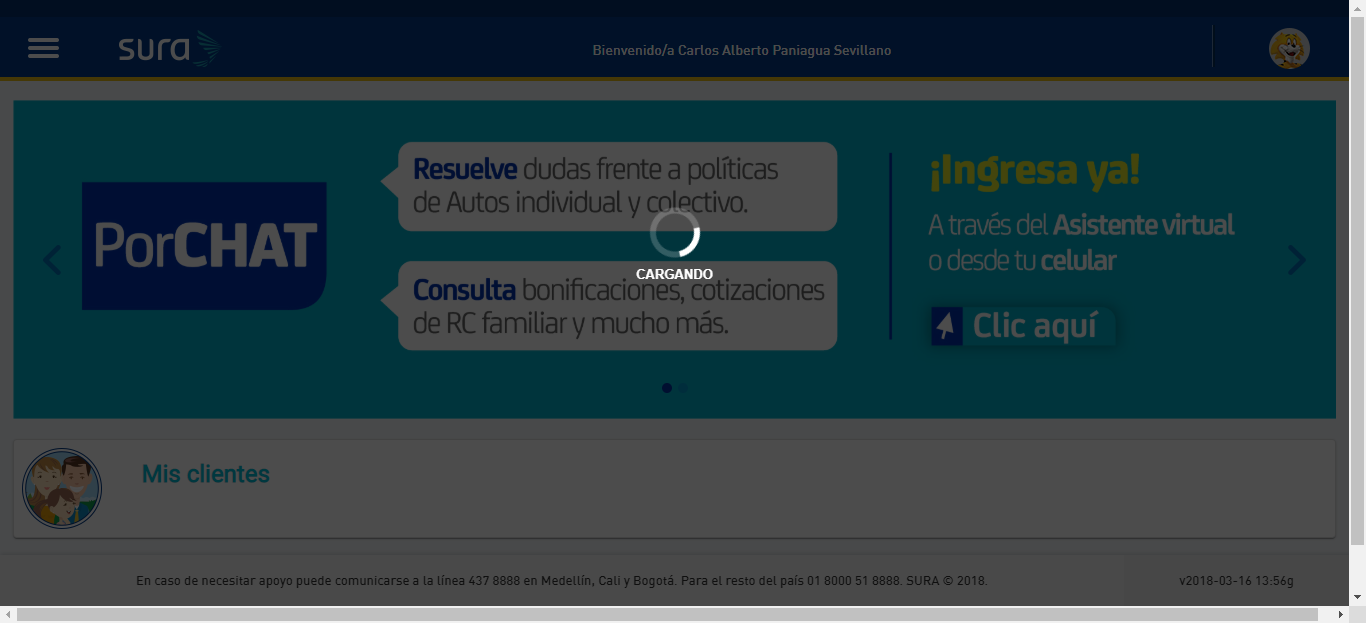 sura
Bienvenido/a Carlos Alberto Paniagua Sevillano
PorCHAT
Resuelve dudas frente a políticas
de Autos individual y colectivo.
Consulta bonificaciones, cotizaciones
de RC familiar y mucho más.
¡Ingresa ya!
A través del Asistente virtual
o desde tu celular
Clic aquí
CARGANDO
Mis clientes
En caso de necesitar apoyo puede comunicarse a la línea 437 8888 en Medellín, Cali y Bogotá. Para el resto del país 01 8000 51 8888. SURA © 2018.
v2018-03-16 13:56g